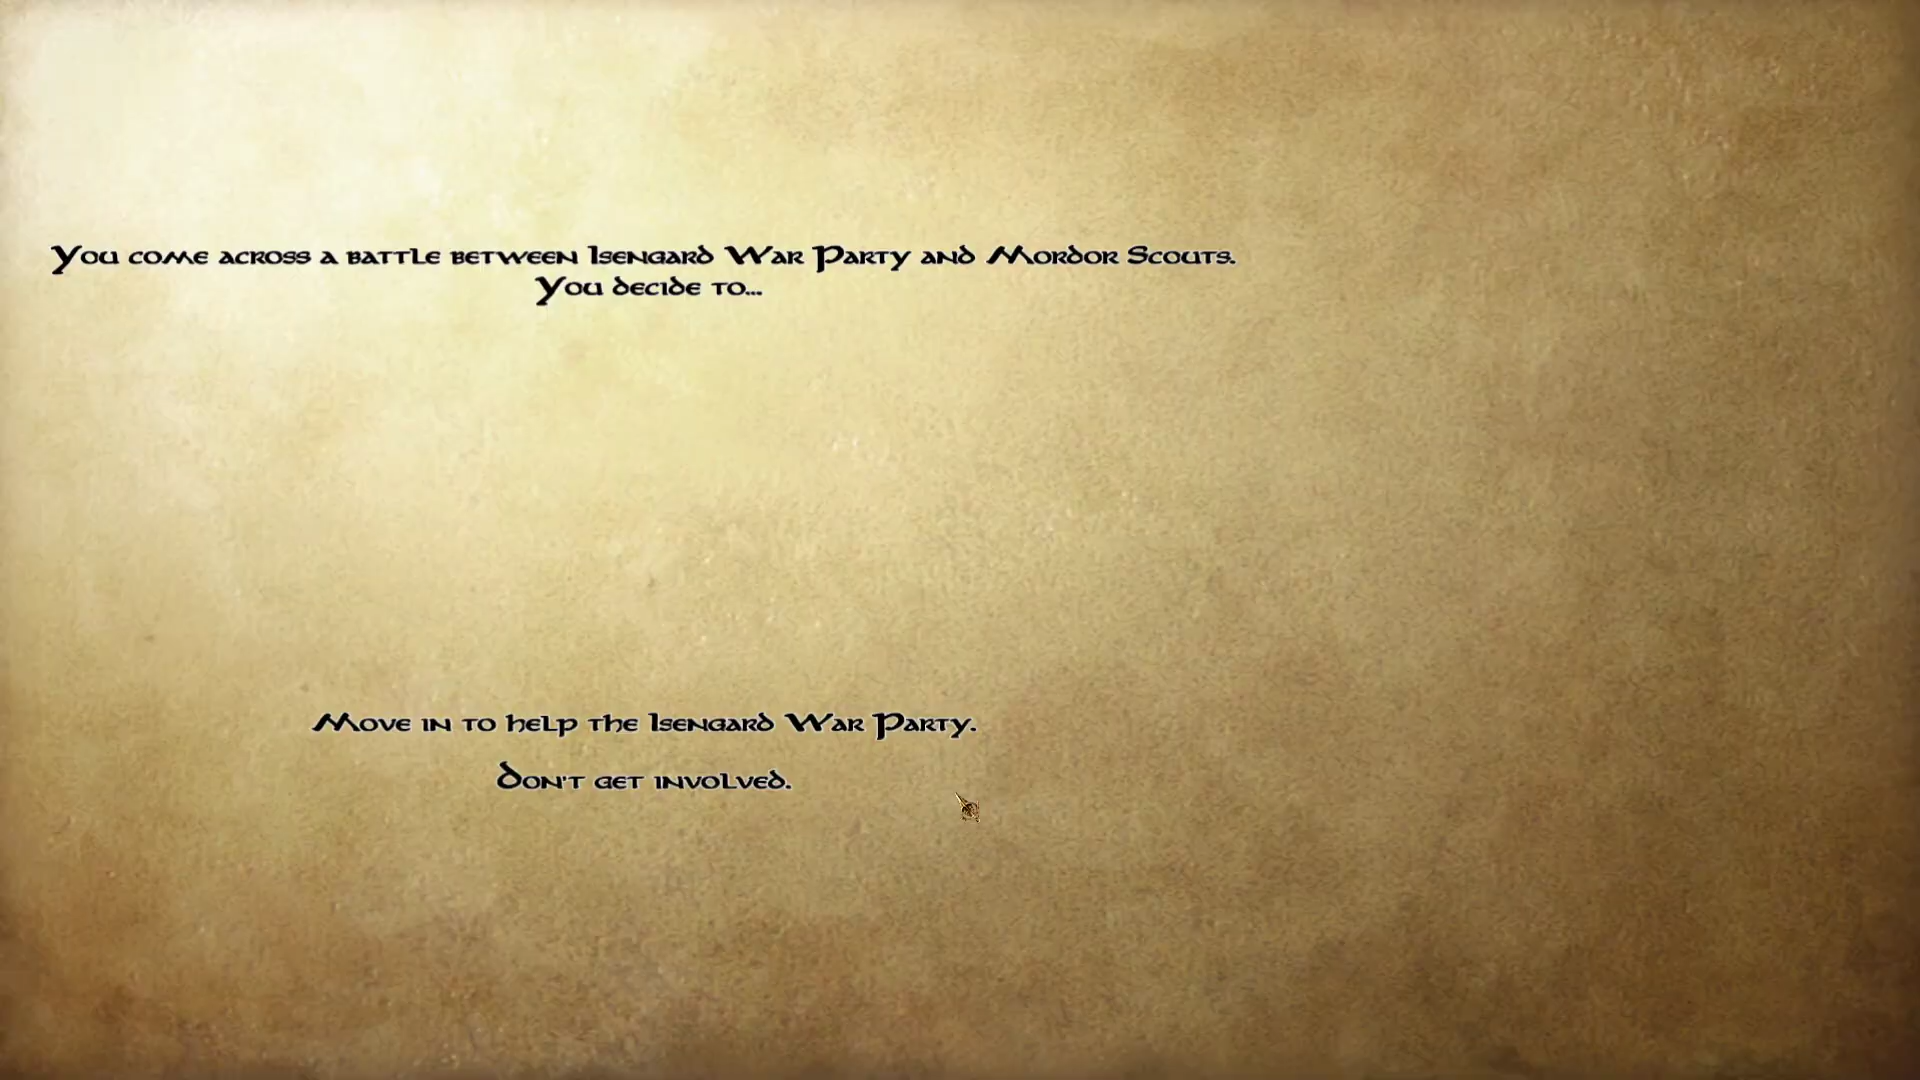 You come across a battle between Isengard War Party and Mordor Scouts.
You decide to...
Move in to help the Isengard War Party.
Don't get involved.